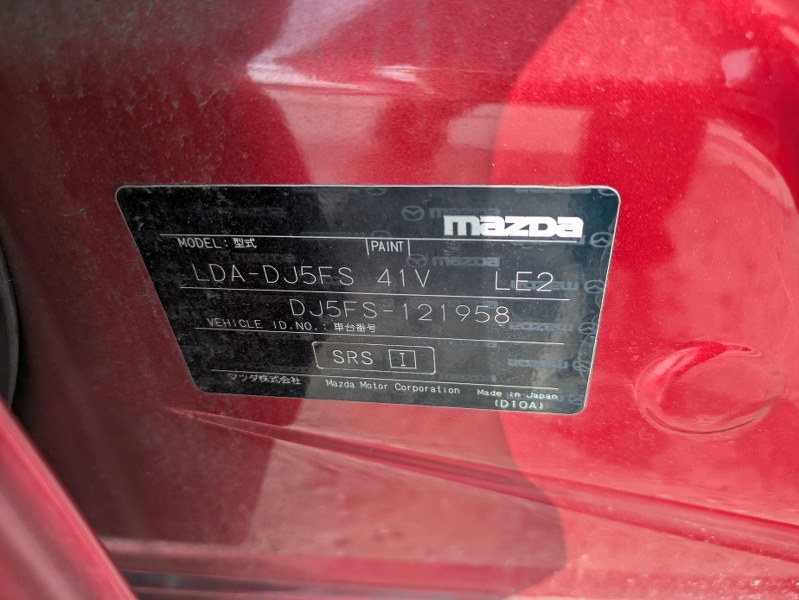 mazda
MODEL: 型式 PAINT
LDA-DJ5FS 41V LE2
DJ5FS-121958
VEHICLE ID.NO.: 車台番号
SRS I
マツダ株式会社 Mazda Motor Corporation Made in Japan
(D10A)